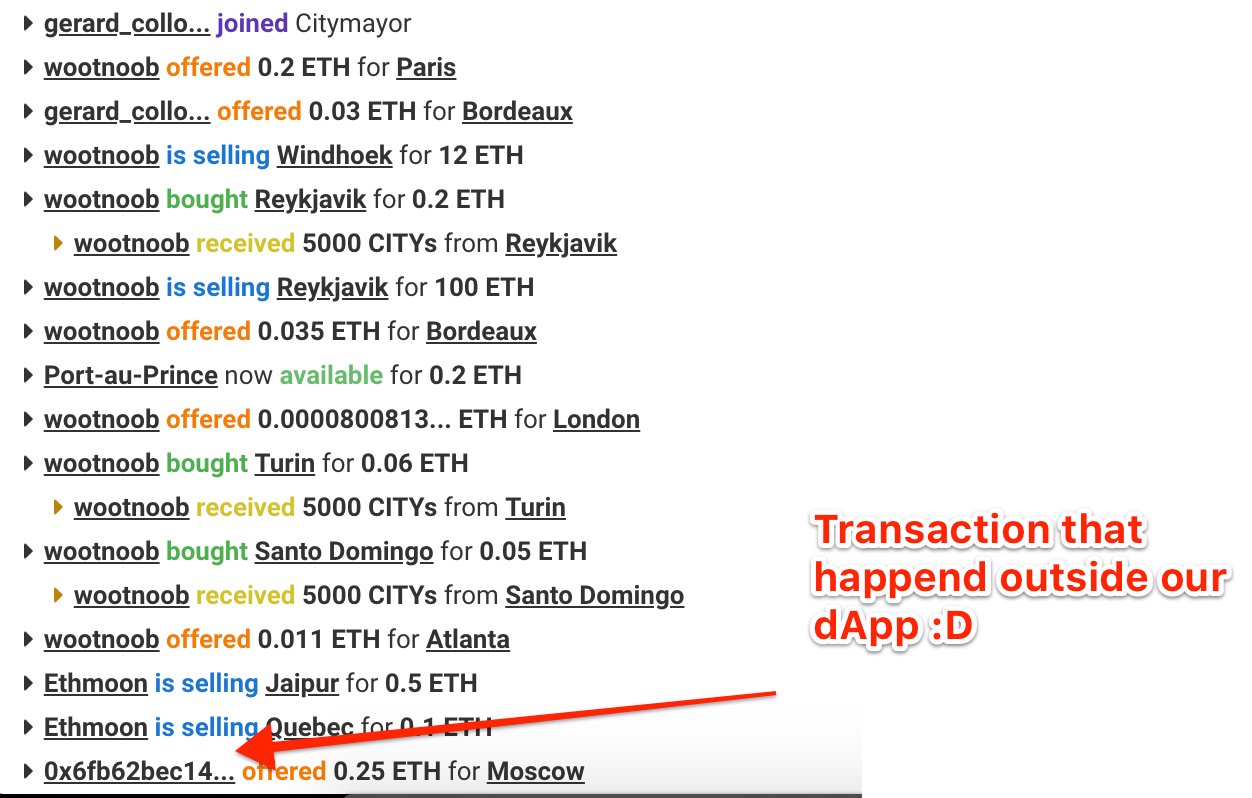 gerard_collo... joined Citymayor
wootnoob offered 0.2 ETH for Paris
gerard_collo... offered 0.03 ETH for Bordeaux
wootnoob is selling Windhoek for 12 ETH
wootnoob bought Reykjavik for 0.2 ETH
wootnoob received 5000 CITYs from Reykjavik
wootnoob is selling Reykjavik for 100 ETH
wootnoob offered 0.035 ETH for Bordeaux
Port-au-Prince now available for 0.2 ETH
wootnoob offered 0.0000800813... ETH for London
wootnoob bought Turin for 0.06 ETH
wootnoob received 5000 CITYs from Turin
wootnoob bought Santo Domingo for 0.05 ETH
wootnoob received 5000 CITYs from Santo Domingo
wootnoob offered 0.011 ETH for Atlanta
Ethmoon is selling Jaipur for 0.5 ETH
Ethmoon is selling Quebec for 0.1 ETH
0x6fb62bec14... offered 0.25 ETH for Moscow
Transaction that
happend outside our
dApp :D